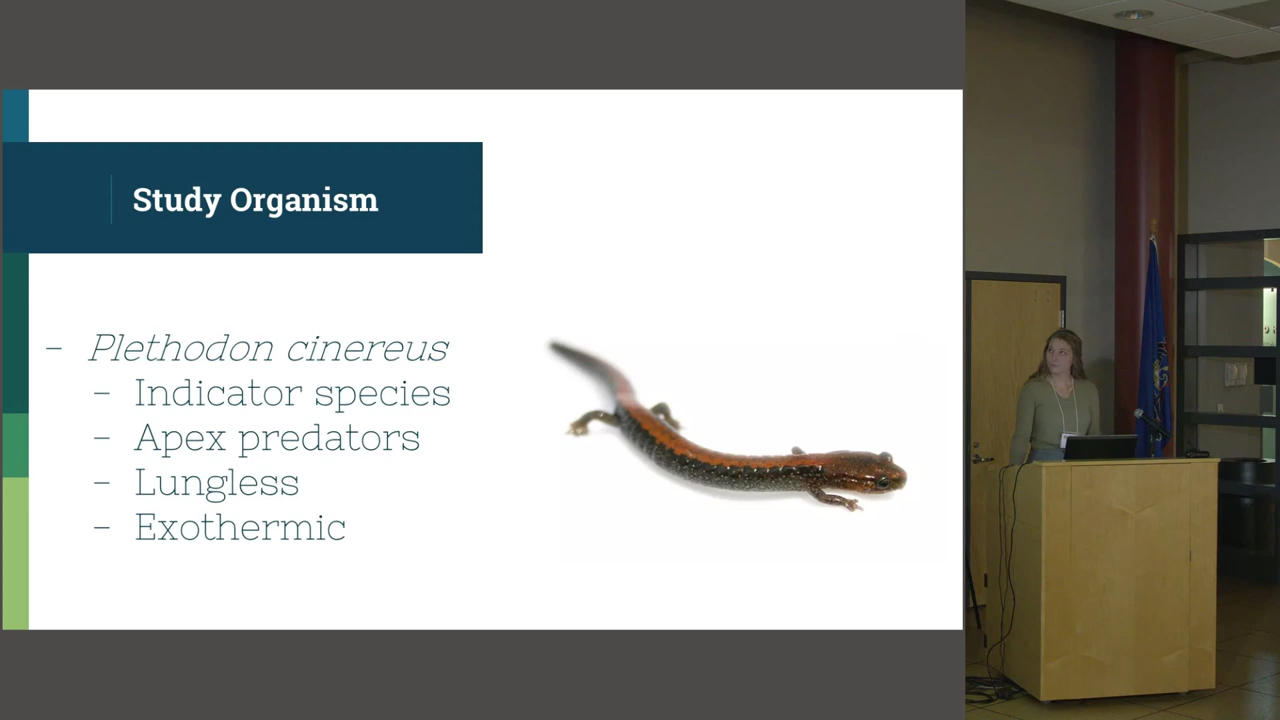 Study Organism
- Plethodon cinereus
- Indicator species
- Apex predators
- Lungless
- Exothermic